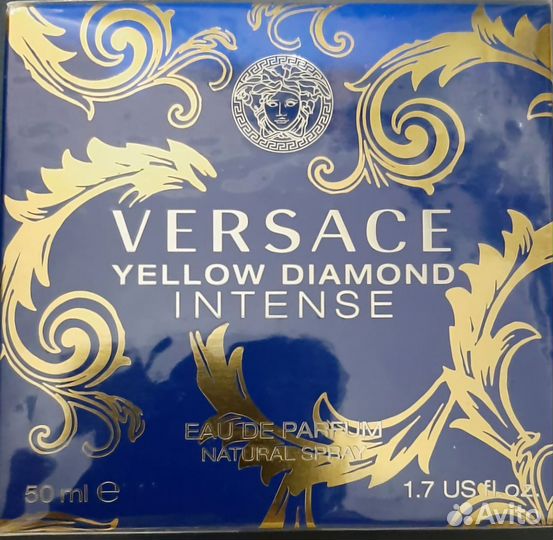 VERSACE
YELLOW DIAMOND
INTENSE
EAU DE PARFUM
NATURAL SPRAY
50 ml ℮ 1.7 US fl oz.
Avito